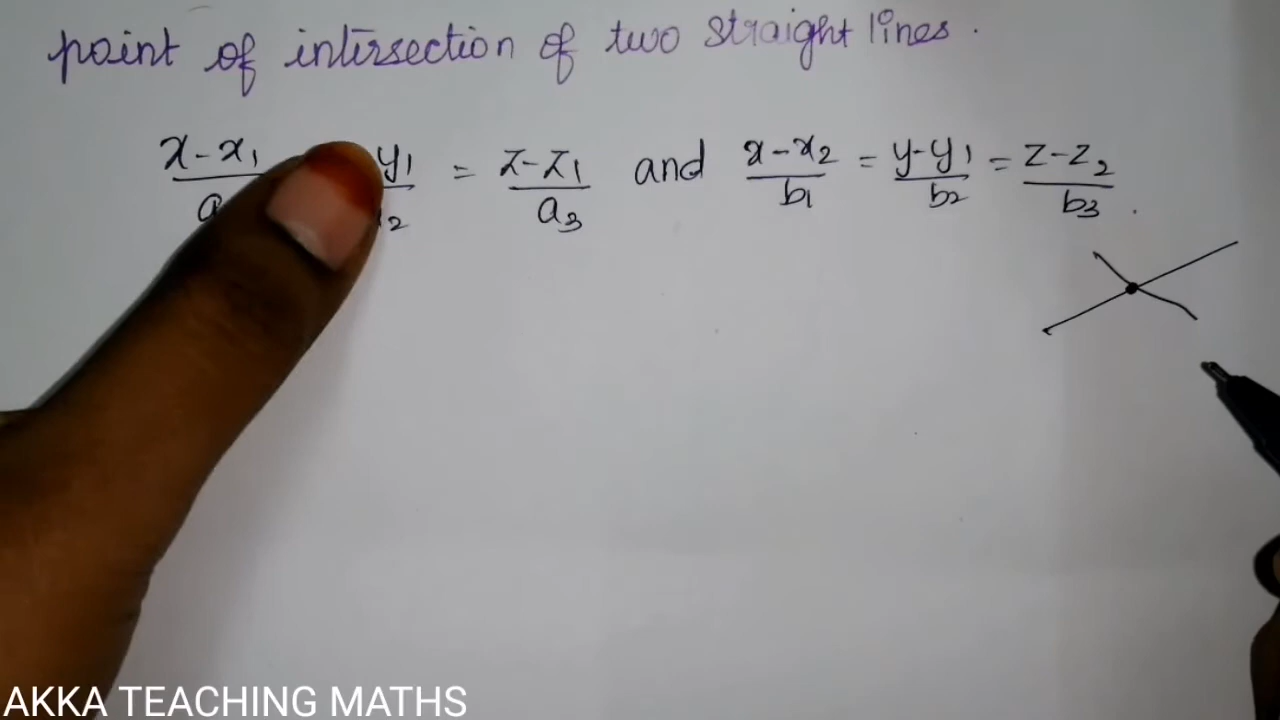 point of intersection of two straight lines.
x-x₁/a y₁/₂ = z-z₁/a₃ and x-x₂/b₁ = y-y₁/b₂ = z-z₂/b₃.
AKKA TEACHING MATHS